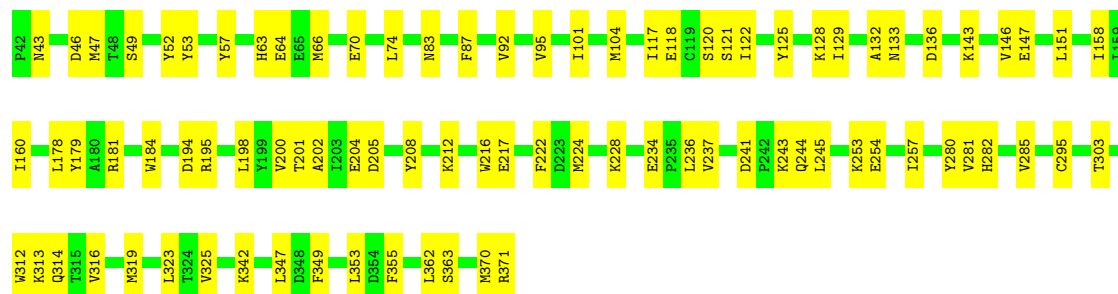 P42 N43 D46 M47 T48 S49 Y52 Y53 Y57 H63 E64 E65 M66 E70 L74 N83 F87 V92 V95 I101 M104 I117 E118 C119 S120 S121 I122 Y125 K128 I129 A132 N133 D136 K143 V146 E147 L151 I158 I159
I160 L178 Y179 A180 R181 W184 D194 R195 L198 Y199 V200 T201 A202 I203 E204 D205 Y208 K212 W216 E217 F222 D223 M224 K228 E234 P235 L236 V237 D241 P242 K243 Q244 L245 K253 E254 I257 Y280 V281 H282 V285 C295 T303
W312 K313 Q314 T315 V316 M319 L323 T324 V325 K342 L347 D348 F349 L353 D354 F355 L362 S363 M370 R371